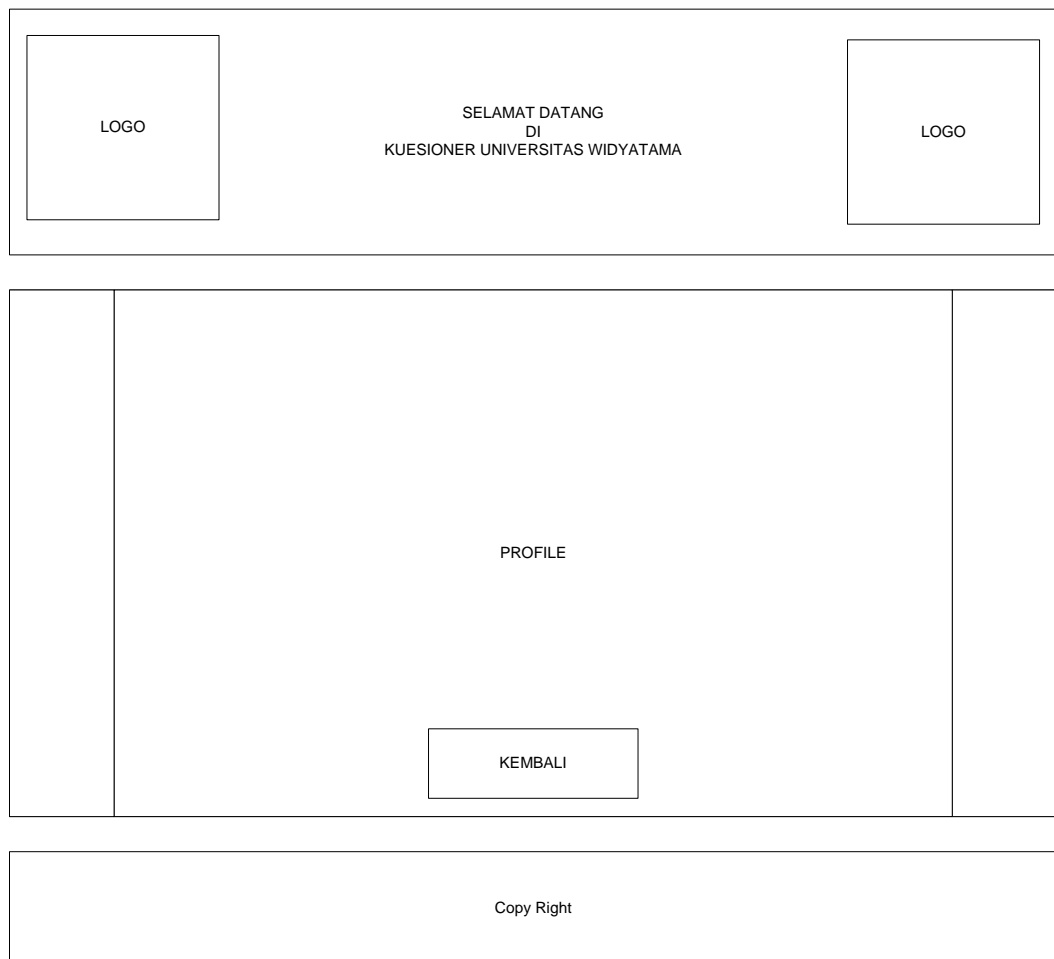 LOGO
SELAMAT DATANG
DI
KUESIONER UNIVERSITAS WIDYATAMA
LOGO
PROFILE
KEMBALI
Copy Right